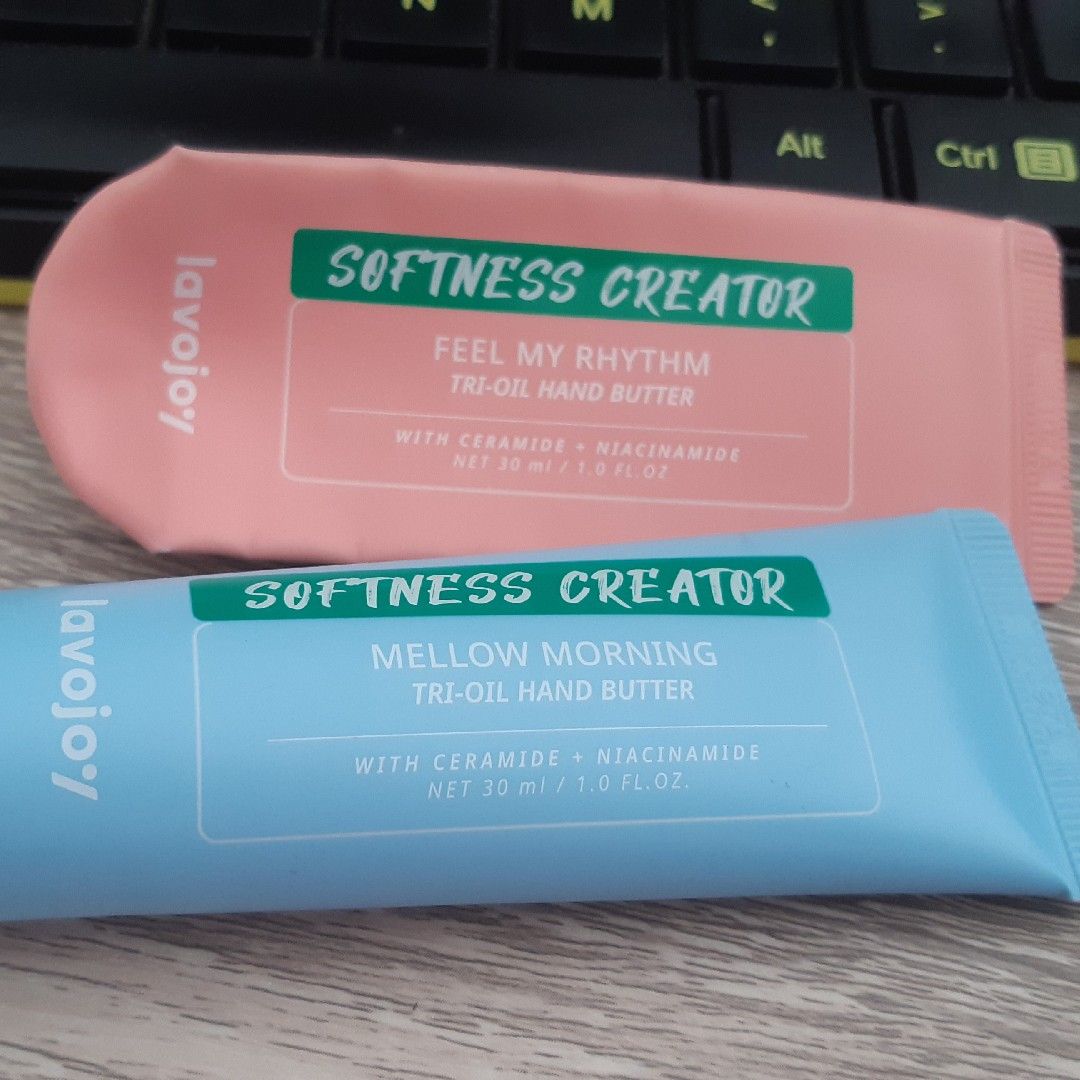 N
M
Alt
Ctrl
lavojoy
SOFTNESS CREATOR
FEEL MY RHYTHM
TRI-OIL HAND BUTTER
WITH CERAMIDE + NIACINAMIDE
NET 30 ml / 1.0 FL.OZ
lavojoy
SOFTNESS CREATOR
MELLOW MORNING
TRI-OIL HAND BUTTER
WITH CERAMIDE + NIACINAMIDE
NET 30 ml / 1.0 FL.OZ.